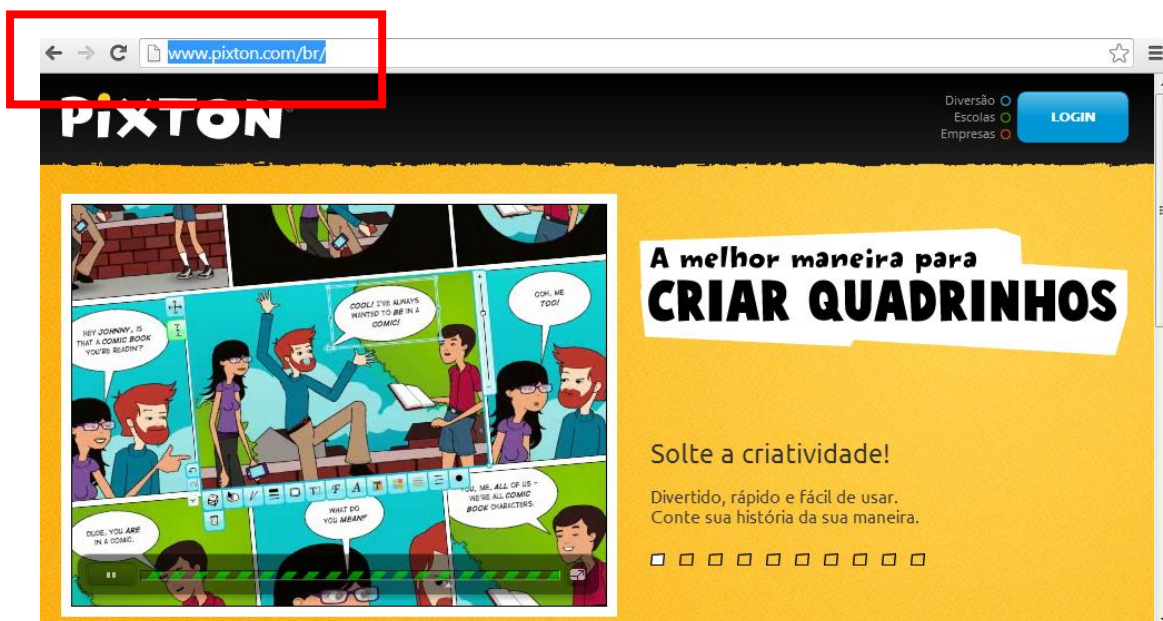 www.pixton.com/br/
PiXTON
Diversão
Escolas
Empresas
LOGIN
A melhor maneira para
CRIAR QUADRINHOS
HEY JOHNNY, IS
THAT A COMIC BOOK
YOU'RE READIN'?
COOL! I'VE ALWAYS
WANTED TO BE IN A
COMIC!
OOH, ME
TOO!
DUDE, YOU ARE
IN A COMIC.
WHAT DO
YOU MEAN?
YOU, ME, ALL OF US -
WE'RE ALL COMIC
BOOK CHARACTERS.
Solte a criatividade!
Divertido, rápido e fácil de usar.
Conte sua história da sua maneira.